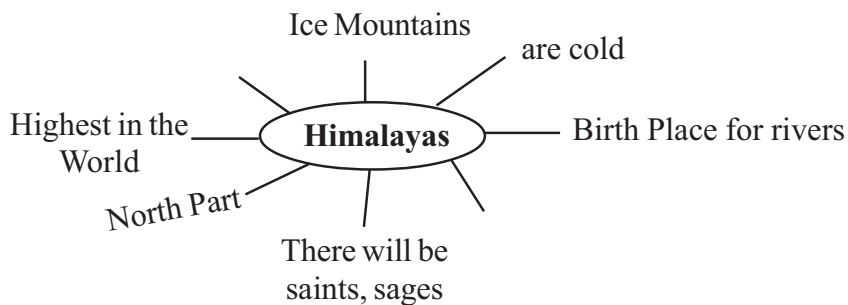 Ice Mountains
are cold
Highest in the
World
Himalayas
Birth Place for rivers
North Part
There will be
saints, sages